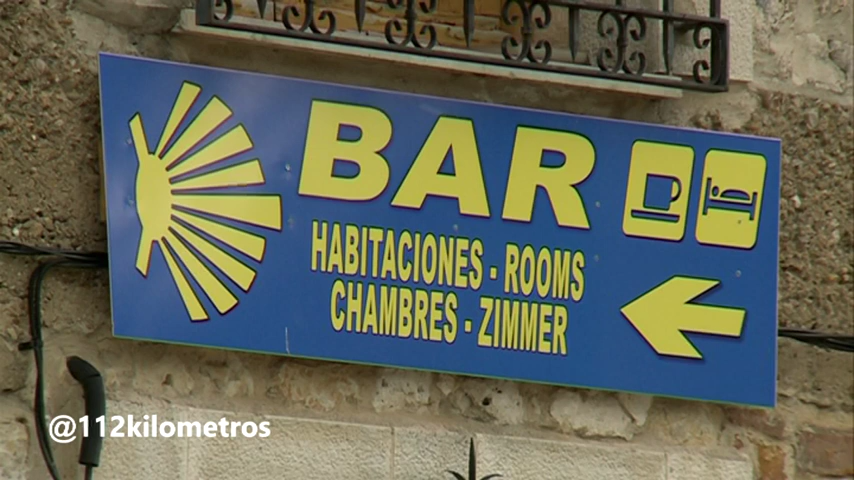 BAR
HABITACIONES - ROOMS
CHAMBRES - ZIMMER
@112kilometros